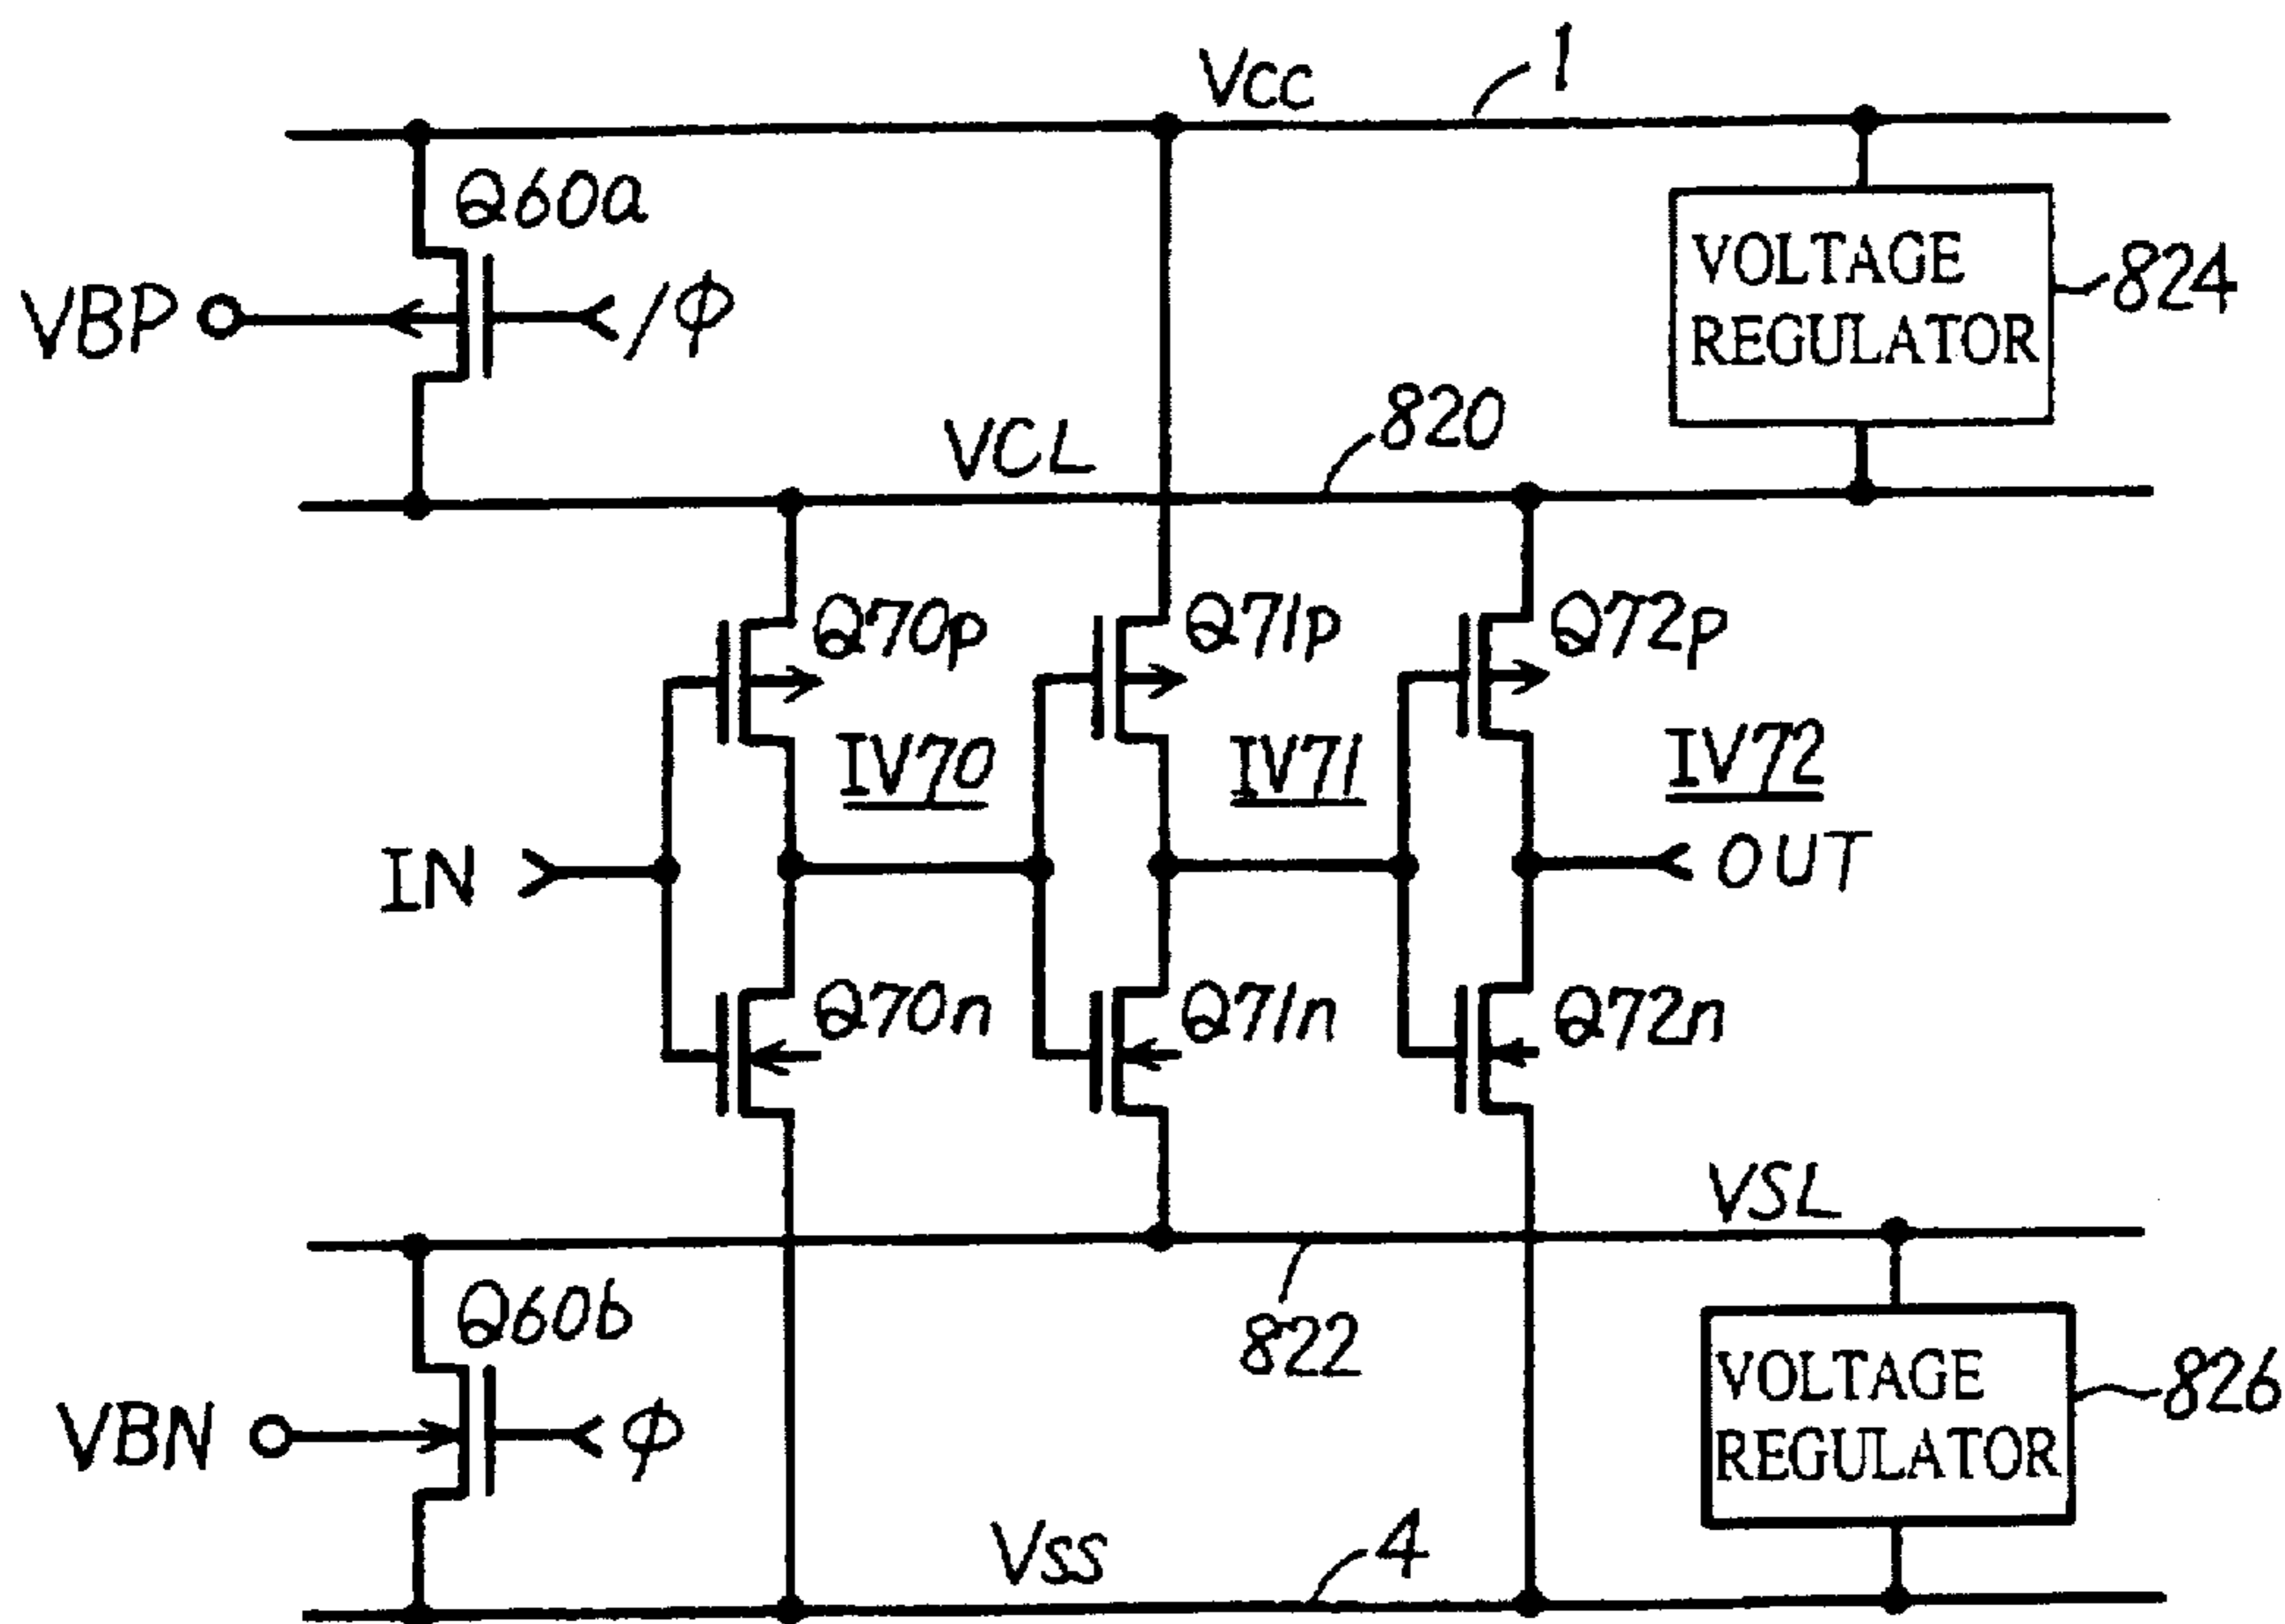 Vcc
1
Q60a
VBP
/φ
VOLTAGE
REGULATOR
824
VCL
820
Q70p
Q71p
Q72p
IV70
IV71
IV72
IN
OUT
Q70n
Q71n
Q72n
VSL
822
Q60b
VBN
φ
VOLTAGE
REGULATOR
826
Vss
4